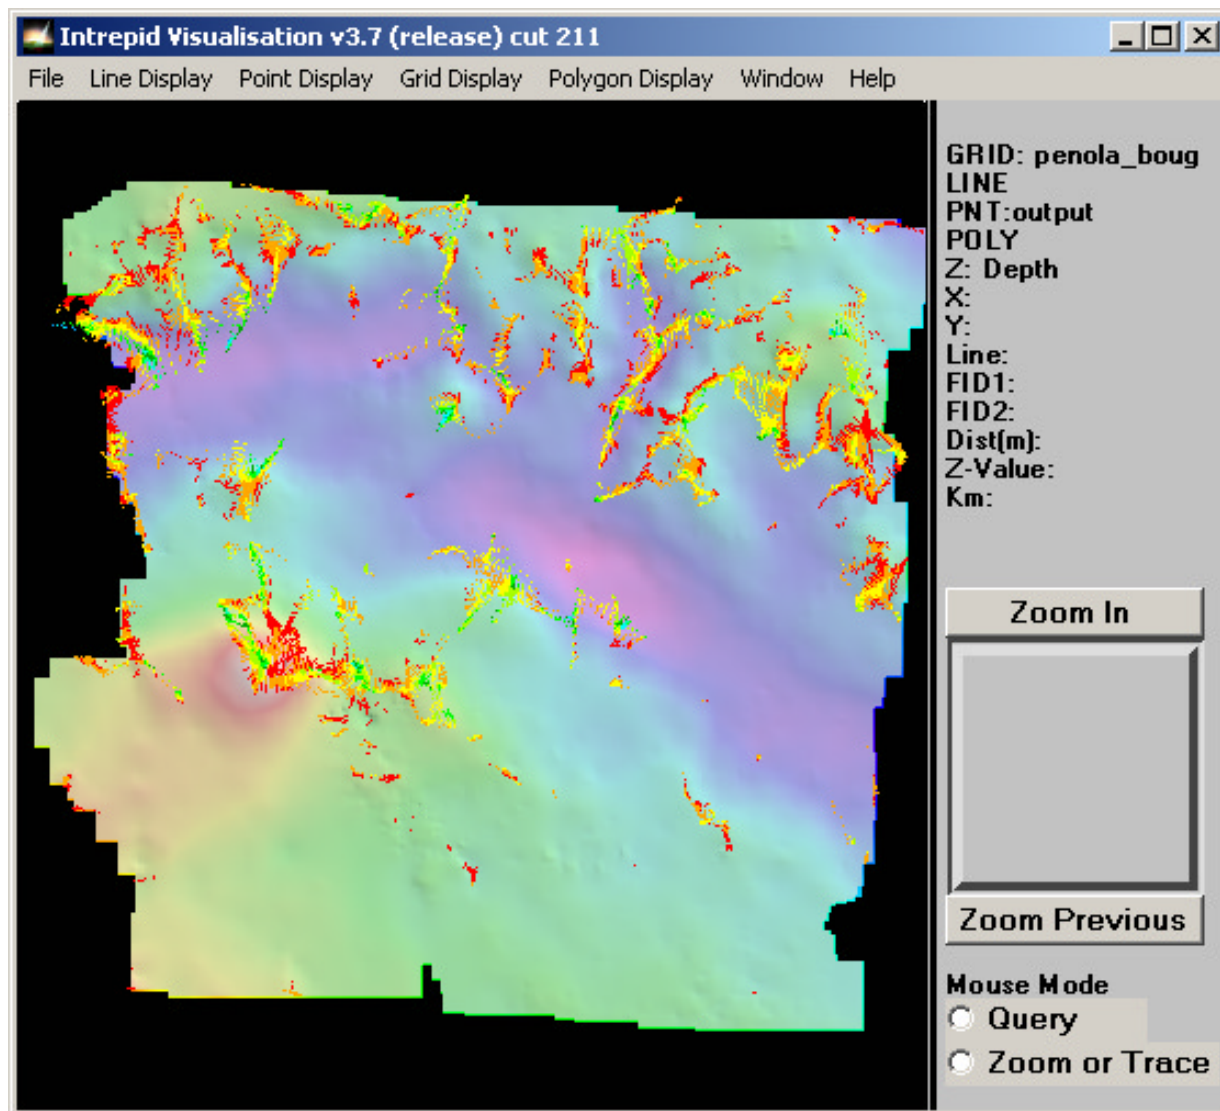 Intrepid Visualisation v3.7 (release) cut 211
File Line Display Point Display Grid Display Polygon Display Window Help
GRID: penola_boug
LINE
PNT:output
POLY
Z: Depth
X:
Y:
Line:
FID1:
FID2:
Dist(m):
Z-Value:
Km:
Zoom In
Zoom Previous
Mouse Mode
Query
Zoom or Trace